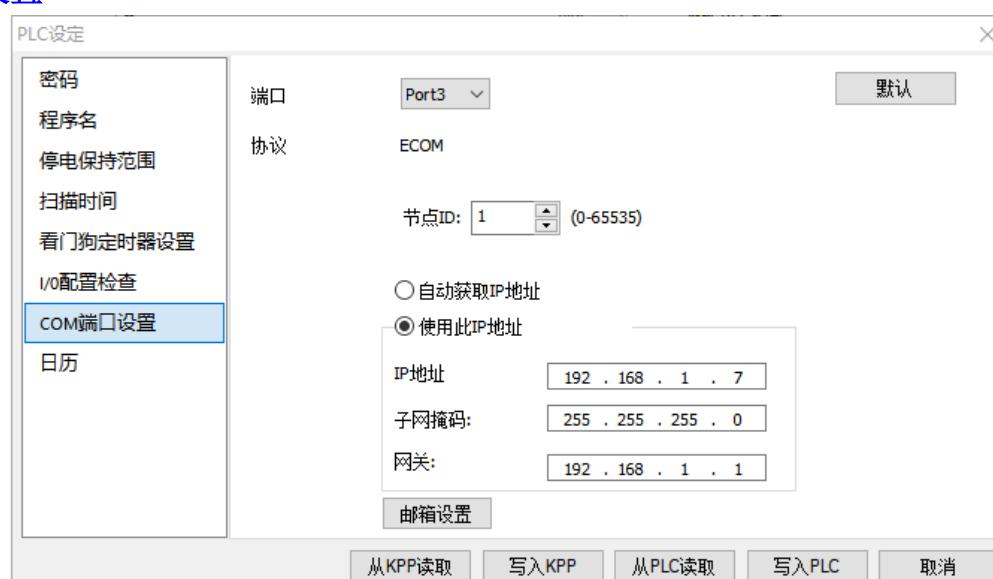 PLC设定
密码
程序名
停电保持范围
扫描时间
看门狗定时器设置
I/0配置检查
COM端口设置
日历
端口 Port3 默认
协议 ECOM
节点ID: 1 (0-65535)
自动获取IP地址
使用此IP地址
IP地址 192 . 168 . 1 . 7
子网掩码: 255 . 255 . 255 . 0
网关: 192 . 168 . 1 . 1
邮箱设置
从KPP读取 写入KPP 从PLC读取 写入PLC 取消